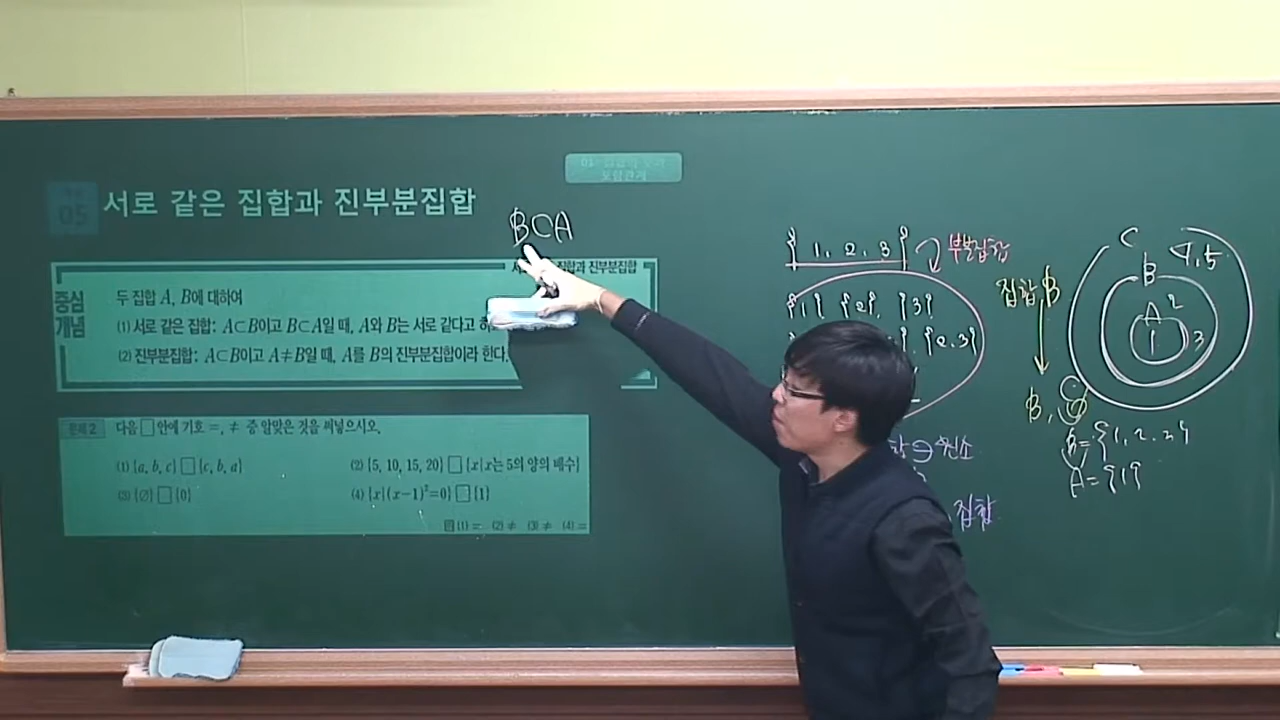 05
서로 같은 집합과 진부분집합
포함관계
B⊂A
집합과 진부분집합
중심
개념
두 집합 A, B에 대하여
(1) 서로 같은 집합: A⊂B이고 B⊂A일 때, A와 B는 서로 같다고
(2) 진부분집합: A⊂B이고 A≠B일 때, A를 B의 진부분집합이라 한다.
문제 2 다음 □ 안에 기호 =, ≠ 중 알맞은 것을 써넣으시오.
(1) {a, b, c} □ {c, b, a}
(2) {5, 10, 15, 20} □ {x|x는 5의 양의 배수}
(3) {∅} □ {0}
(4) {x|(x-1)²=0} □ {1}
답 (1) = (2) ≠ (3) ≠ (4) =
{1, 2, 3}
부분집합
{1} {2}, {3}
{2, 3}
∋원소
집합
집합, B
B,
C
4, 5
B
2
A
1
3
B={1, 2, 3}
A={1}